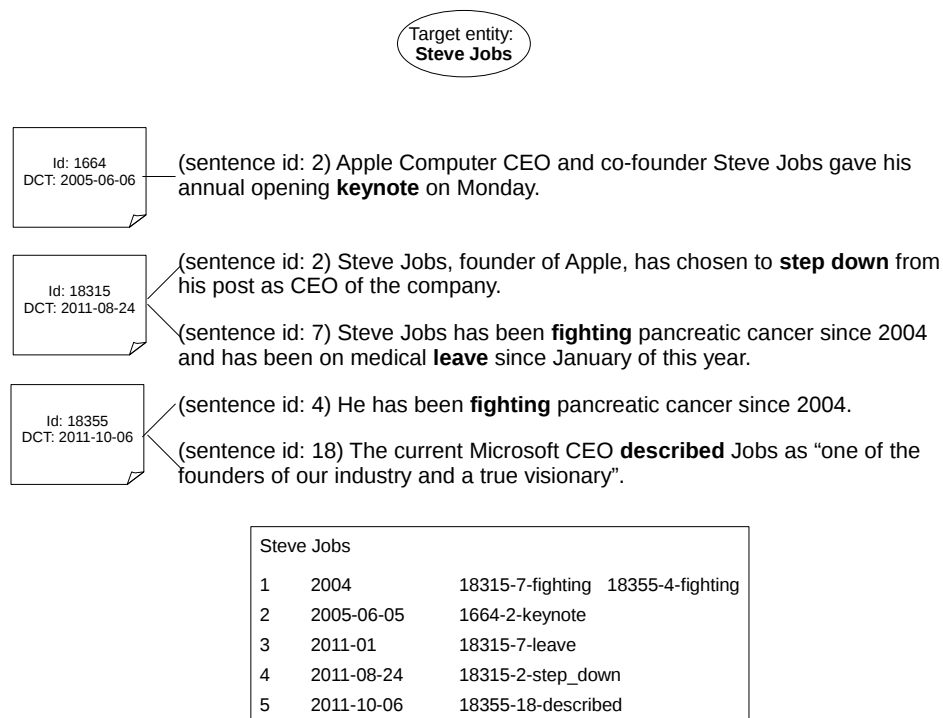 Target entity:
Steve Jobs
Id: 1664
DCT: 2005-06-06
(sentence id: 2) Apple Computer CEO and co-founder Steve Jobs gave his
annual opening keynote on Monday.
Id: 18315
DCT: 2011-08-24
(sentence id: 2) Steve Jobs, founder of Apple, has chosen to step down from
his post as CEO of the company.
(sentence id: 7) Steve Jobs has been fighting pancreatic cancer since 2004
and has been on medical leave since January of this year.
Id: 18355
DCT: 2011-10-06
(sentence id: 4) He has been fighting pancreatic cancer since 2004.
(sentence id: 18) The current Microsoft CEO described Jobs as “one of the
founders of our industry and a true visionary”.
Steve Jobs
1 2004 18315-7-fighting 18355-4-fighting
2 2005-06-05 1664-2-keynote
3 2011-01 18315-7-leave
4 2011-08-24 18315-2-step_down
5 2011-10-06 18355-18-described